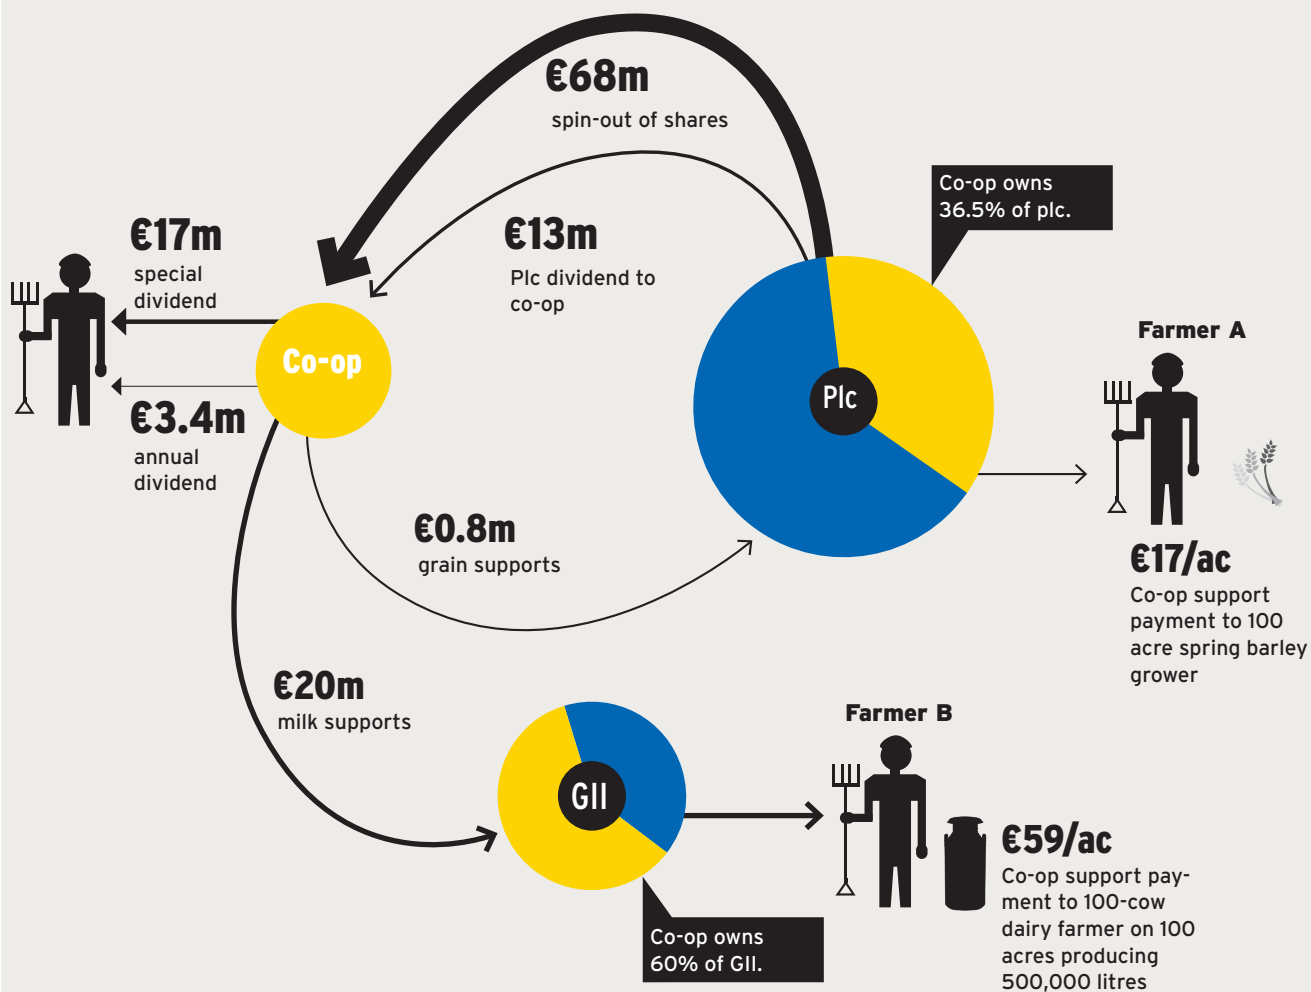 €68m
spin-out of shares
Co-op owns
36.5% of plc.
€17m
special
dividend
€13m
Plc dividend to
co-op
Co-op
Plc
Farmer A
€3.4m
annual
dividend
€0.8m
grain supports
€17/ac
Co-op support
payment to 100
acre spring barley
grower
€20m
milk supports
GII
Farmer B
€59/ac
Co-op support pay-
ment to 100-cow
dairy farmer on 100
acres producing
500,000 litres
Co-op owns
60% of GII.